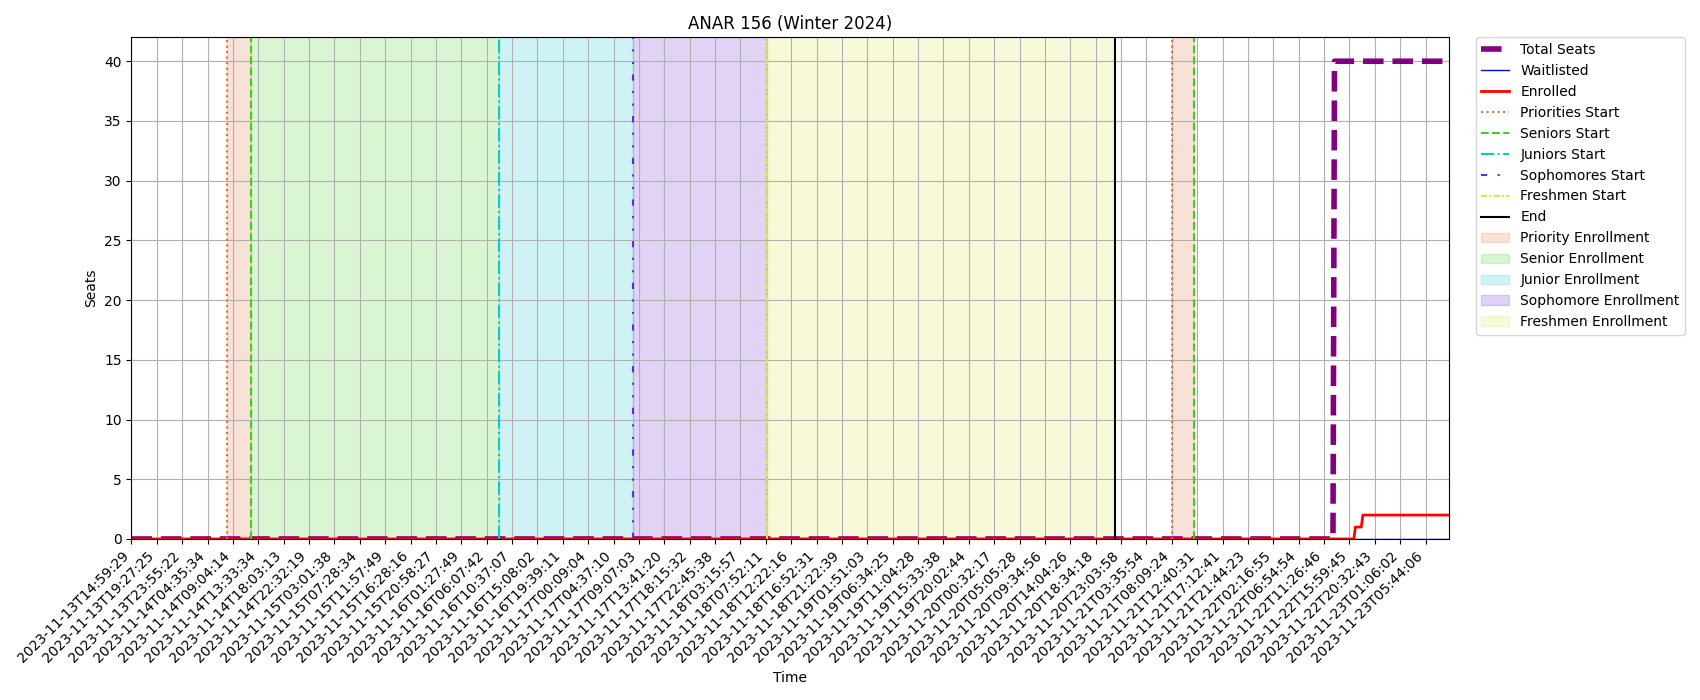 ANAR 156 (Winter 2024)
40
35
30
25
20
15
10
5
0
Seats
2023-11-13T14:59:29
2023-11-13T19:27:25
2023-11-13T23:55:22
2023-11-14T04:35:34
2023-11-14T09:04:14
2023-11-14T13:33:34
2023-11-14T18:03:13
2023-11-14T22:32:19
2023-11-15T03:01:38
2023-11-15T07:28:34
2023-11-15T11:57:49
2023-11-15T16:28:16
2023-11-15T20:58:27
2023-11-16T01:27:49
2023-11-16T06:07:42
2023-11-16T10:37:07
2023-11-16T15:08:02
2023-11-16T19:39:11
2023-11-17T00:09:04
2023-11-17T04:37:10
2023-11-17T09:07:03
2023-11-17T13:41:20
2023-11-17T18:15:32
2023-11-17T22:45:38
2023-11-18T03:15:57
2023-11-18T07:52:11
2023-11-18T12:22:16
2023-11-18T16:52:31
2023-11-18T21:22:39
2023-11-19T01:51:03
2023-11-19T06:34:25
2023-11-19T11:04:28
2023-11-19T15:33:38
2023-11-19T20:02:44
2023-11-20T00:32:17
2023-11-20T05:05:28
2023-11-20T09:34:56
2023-11-20T14:04:26
2023-11-20T18:34:18
2023-11-20T23:03:58
2023-11-21T03:35:54
2023-11-21T08:09:24
2023-11-21T12:40:31
2023-11-21T17:12:41
2023-11-21T21:44:23
2023-11-22T02:16:55
2023-11-22T06:54:54
2023-11-22T11:26:46
2023-11-22T15:59:45
2023-11-22T20:32:43
2023-11-23T01:06:02
2023-11-23T05:44:06
Time
Total Seats
Waitlisted
Enrolled
Priorities Start
Seniors Start
Juniors Start
Sophomores Start
Freshmen Start
End
Priority Enrollment
Senior Enrollment
Junior Enrollment
Sophomore Enrollment
Freshmen Enrollment